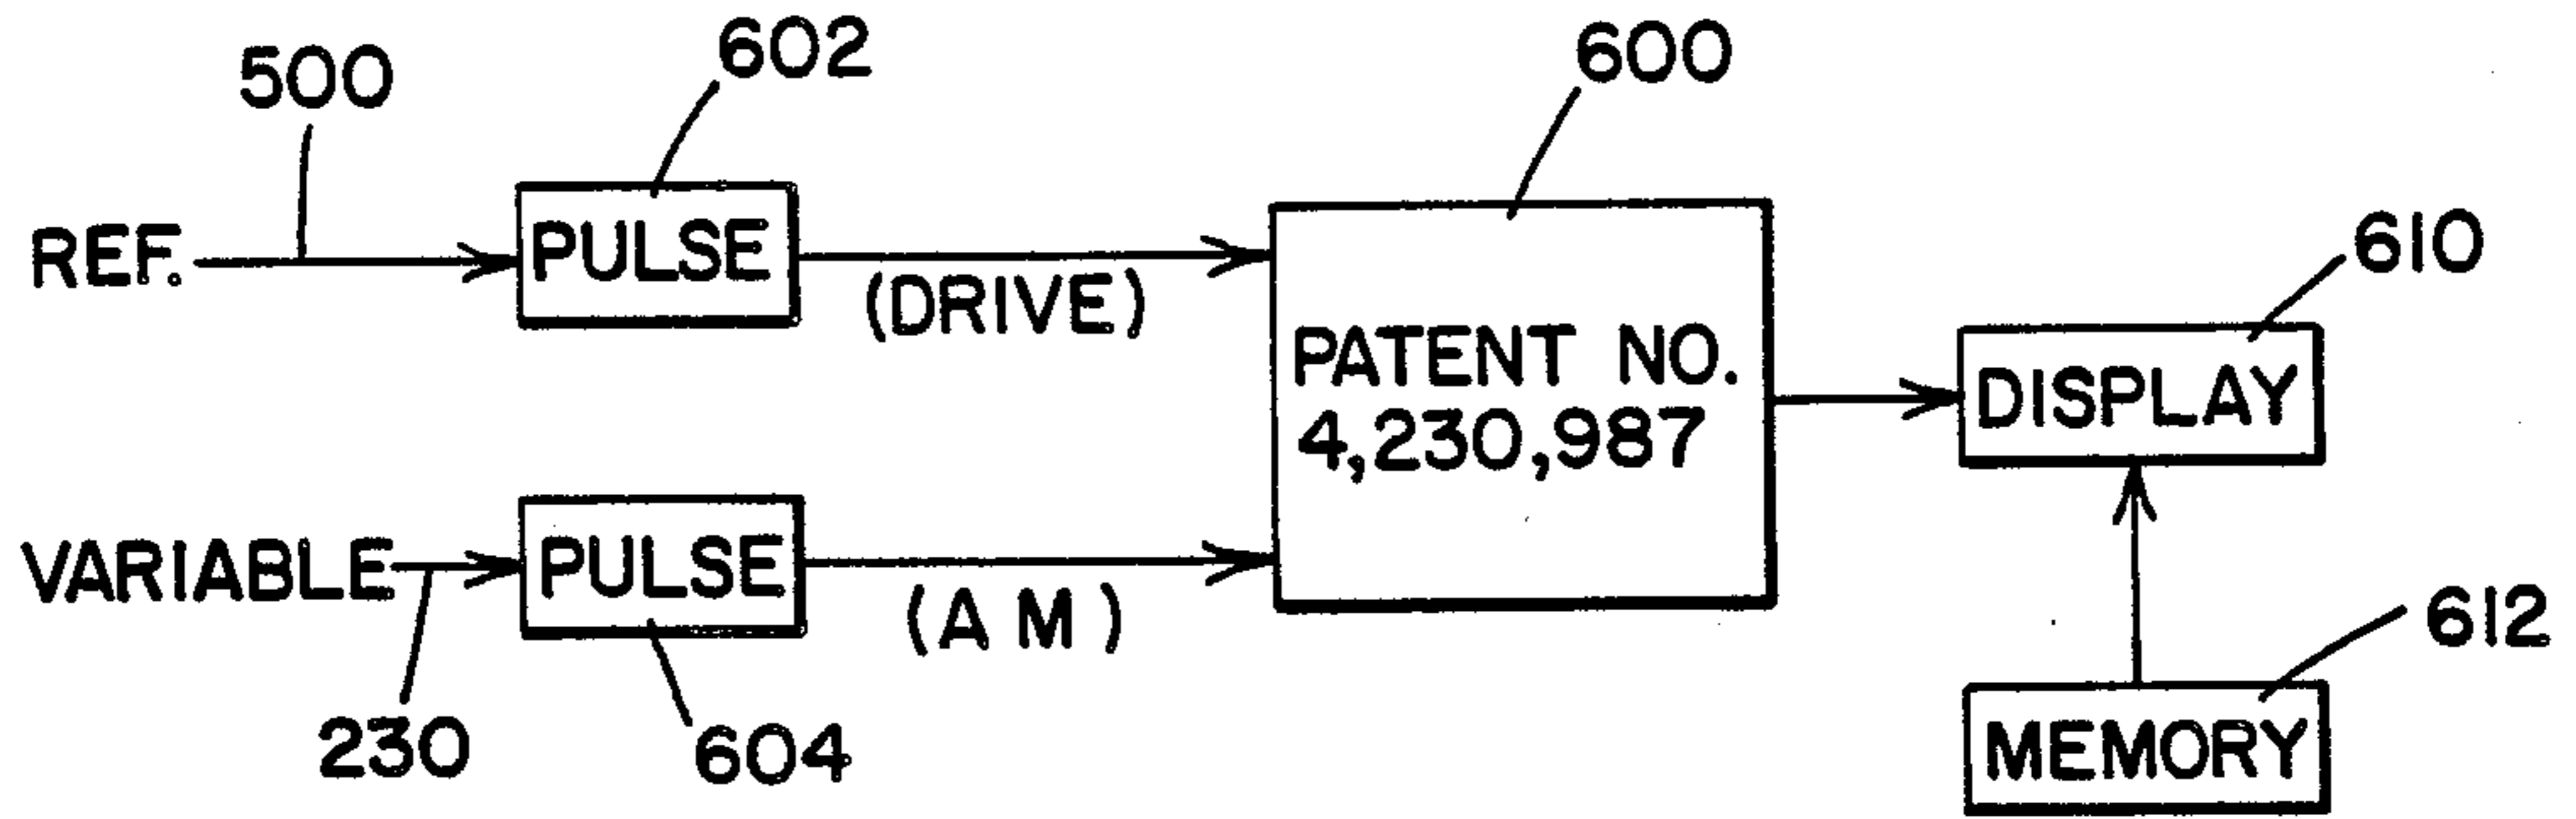 500
602
600
REF.
PULSE
(DRIVE)
610
PATENT NO.
4,230,987
DISPLAY
VARIABLE
PULSE
(AM)
612
230
604
MEMORY